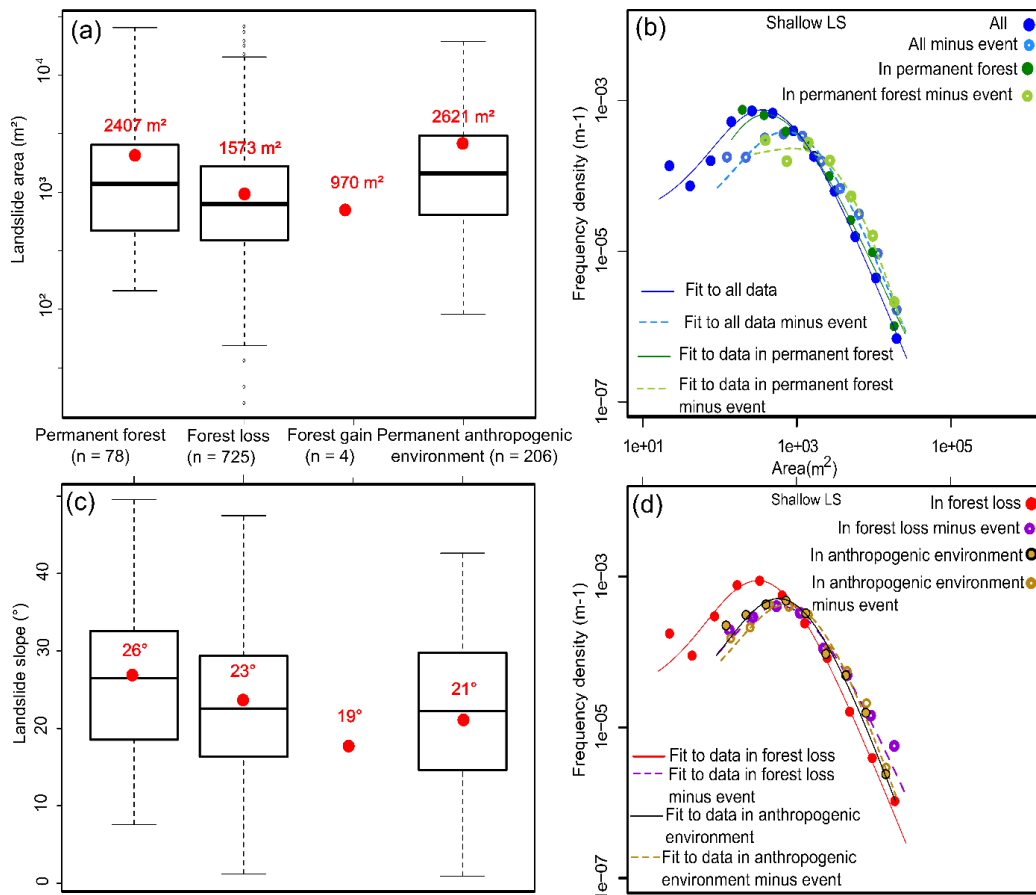 (a)
Landslide area (m²)
10⁴
10³
10²
2407 m²
1573 m²
970 m²
2621 m²
Permanent forest
(n = 78)
Forest loss
(n = 725)
Forest gain
(n = 4)
Permanent anthropogenic
environment (n = 206)
(b)
Shallow LS
All
All minus event
In permanent forest
In permanent forest minus event
Frequency density (m-1)
1e-03
1e-05
1e-07
Fit to all data
Fit to all data minus event
Fit to data in permanent forest
Fit to data in permanent forest
minus event
1e+01
1e+03
1e+05
Area(m²)
(c)
Landslide slope (°)
40
30
20
10
0
26°
23°
19°
21°
(d)
Shallow LS
In forest loss
In forest loss minus event
In anthropogenic environment
In anthropogenic environment
minus event
Frequency density (m-1)
1e-03
1e-05
1e-07
Fit to data in forest loss
Fit to data in forest loss
minus event
Fit to data in anthropogenic
environment
Fit to data in anthropogenic
environment minus event